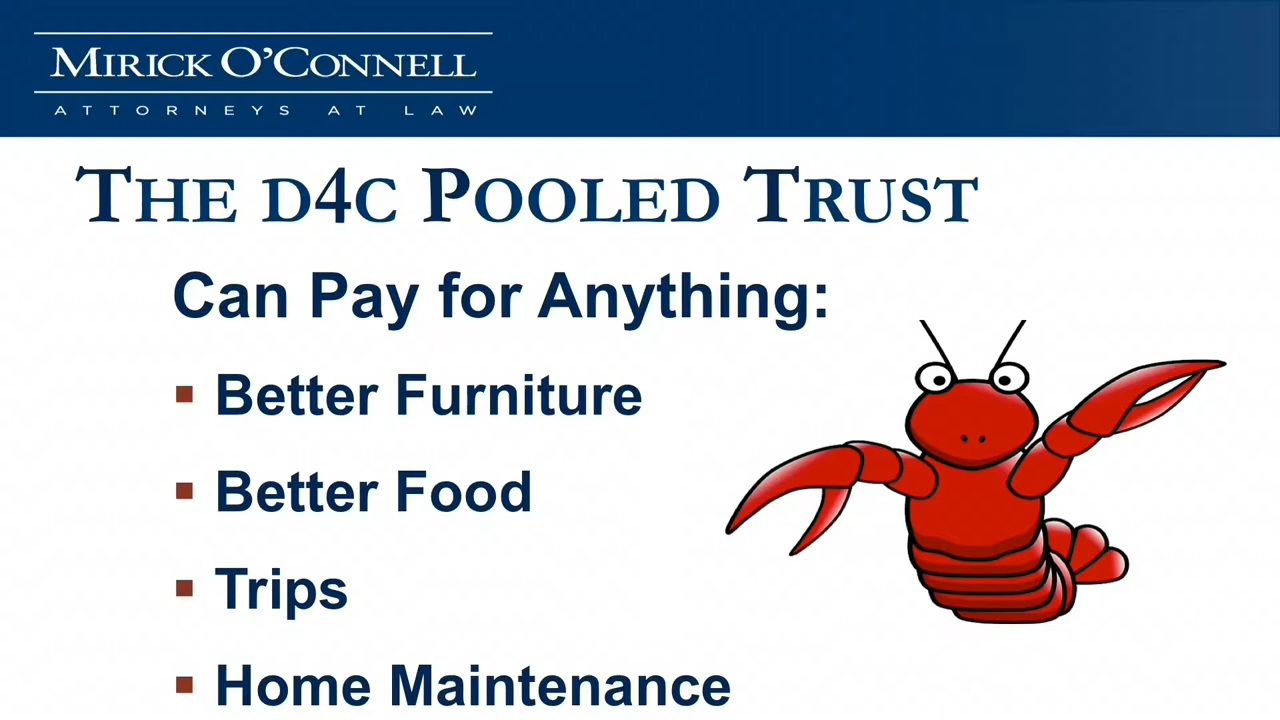 MIRICK O'CONNELL
ATTORNEYS AT LAW
THE D4C POOLED TRUST
Can Pay for Anything:
▪ Better Furniture
▪ Better Food
▪ Trips
▪ Home Maintenance